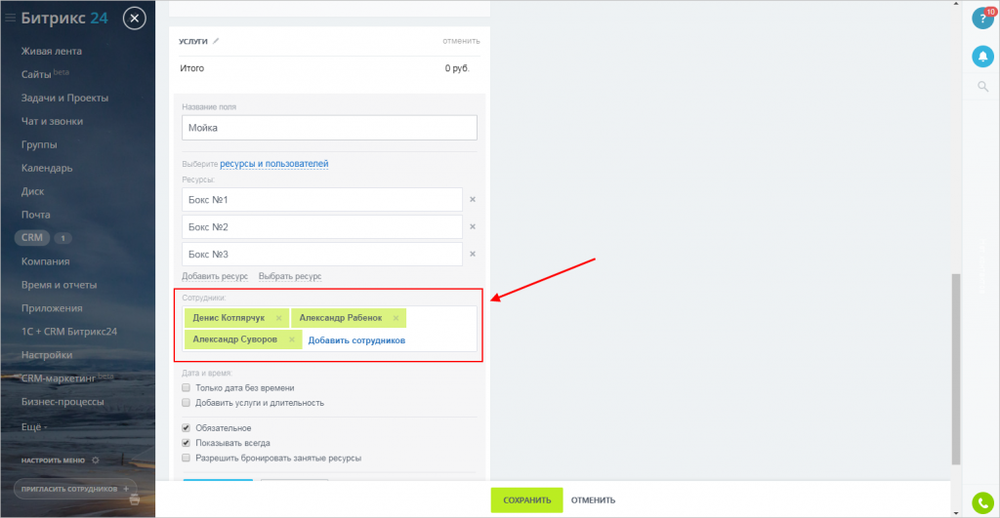 Битрикс 24
Живая лента
Сайты beta
Задачи и Проекты
Чат и звонки
Группы
Календарь
Диск
Почта
CRM 1
Компания
Время и отчеты
Приложения
1С + CRM Битрикс24
Настройки
CRM-маркетинг beta
Бизнес-процессы
Ещё -
НАСТРОИТЬ МЕНЮ
ПРИГЛАСИТЬ СОТРУДНИКОВ +
УСЛУГИ отменить
Итого 0 руб.
Название поля
Мойка
Выберите ресурсы и пользователей
Ресурсы:
Бокс №1
Бокс №2
Бокс №3
Добавить ресурс Выбрать ресурс
Сотрудники:
Денис Котлярчук Александр Рабенок
Александр Суворов Добавить сотрудников
Дата и время:
Только дата без времени
Добавить услуги и длительность
Обязательное
Показывать всегда
Разрешить бронировать занятые ресурсы
СОХРАНИТЬ ОТМЕНИТЬ
? 10